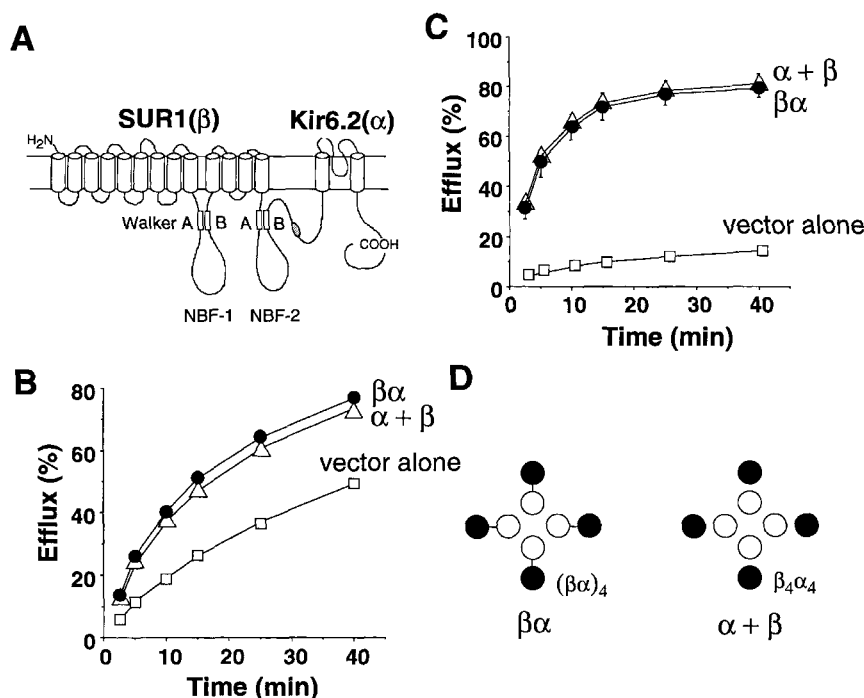 A
SUR1(β)
Kir6.2(α)
H₂N
Walker A B A B
COOH
NBF-1 NBF-2
B
Efflux (%)
80
60
40
20
0
0 10 20 30 40
Time (min)
βα
α + β
vector alone
C
Efflux (%)
100
80
60
40
20
0
0 10 20 30 40
Time (min)
α + β
βα
vector alone
D
(βα)₄
βα
β₄α₄
α + β